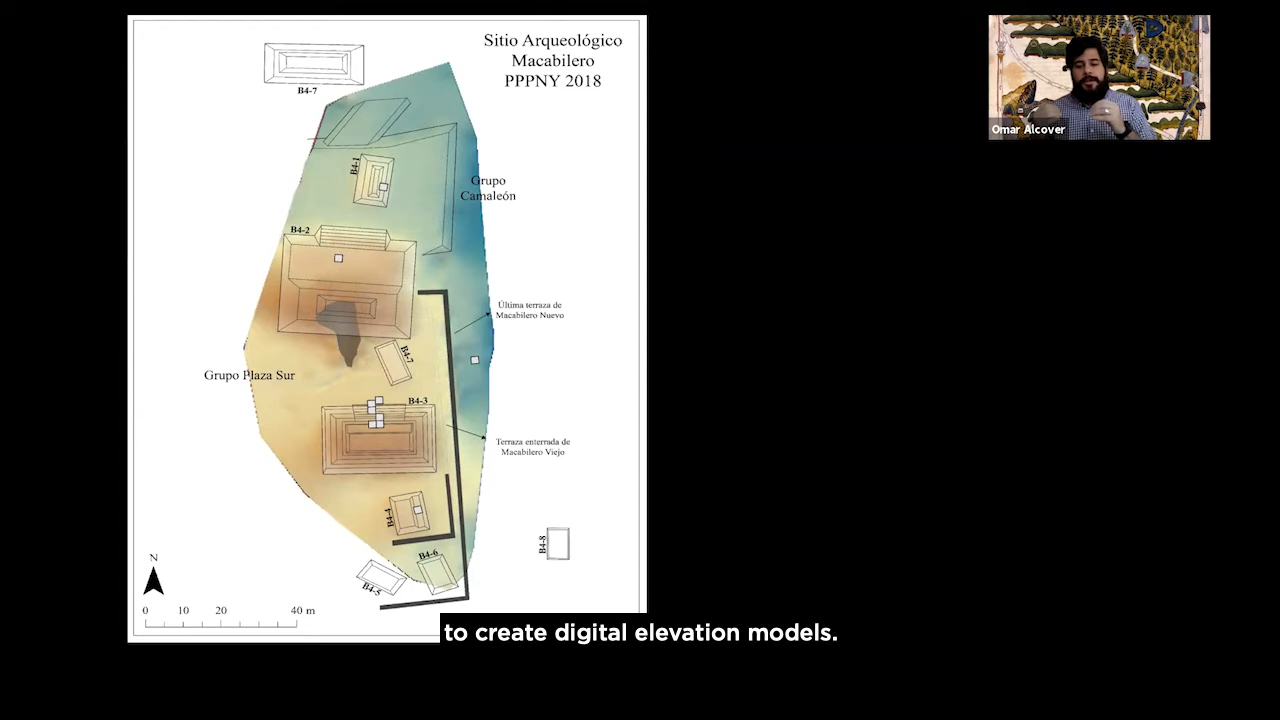 Sitio Arqueológico
Macabilero
PPPNY 2018
B4-7
Omar Alcover
B4-1
Grupo
Camaleón
B4-2
Última terraza de
Macabilero Nuevo
B4-7
Grupo Plaza Sur
B4-3
Terraza enterrada de
Macabilero Viejo
B4-4
B4-8
B4-6
B4-5
N
0 10 20 40 m
to create digital elevation models.